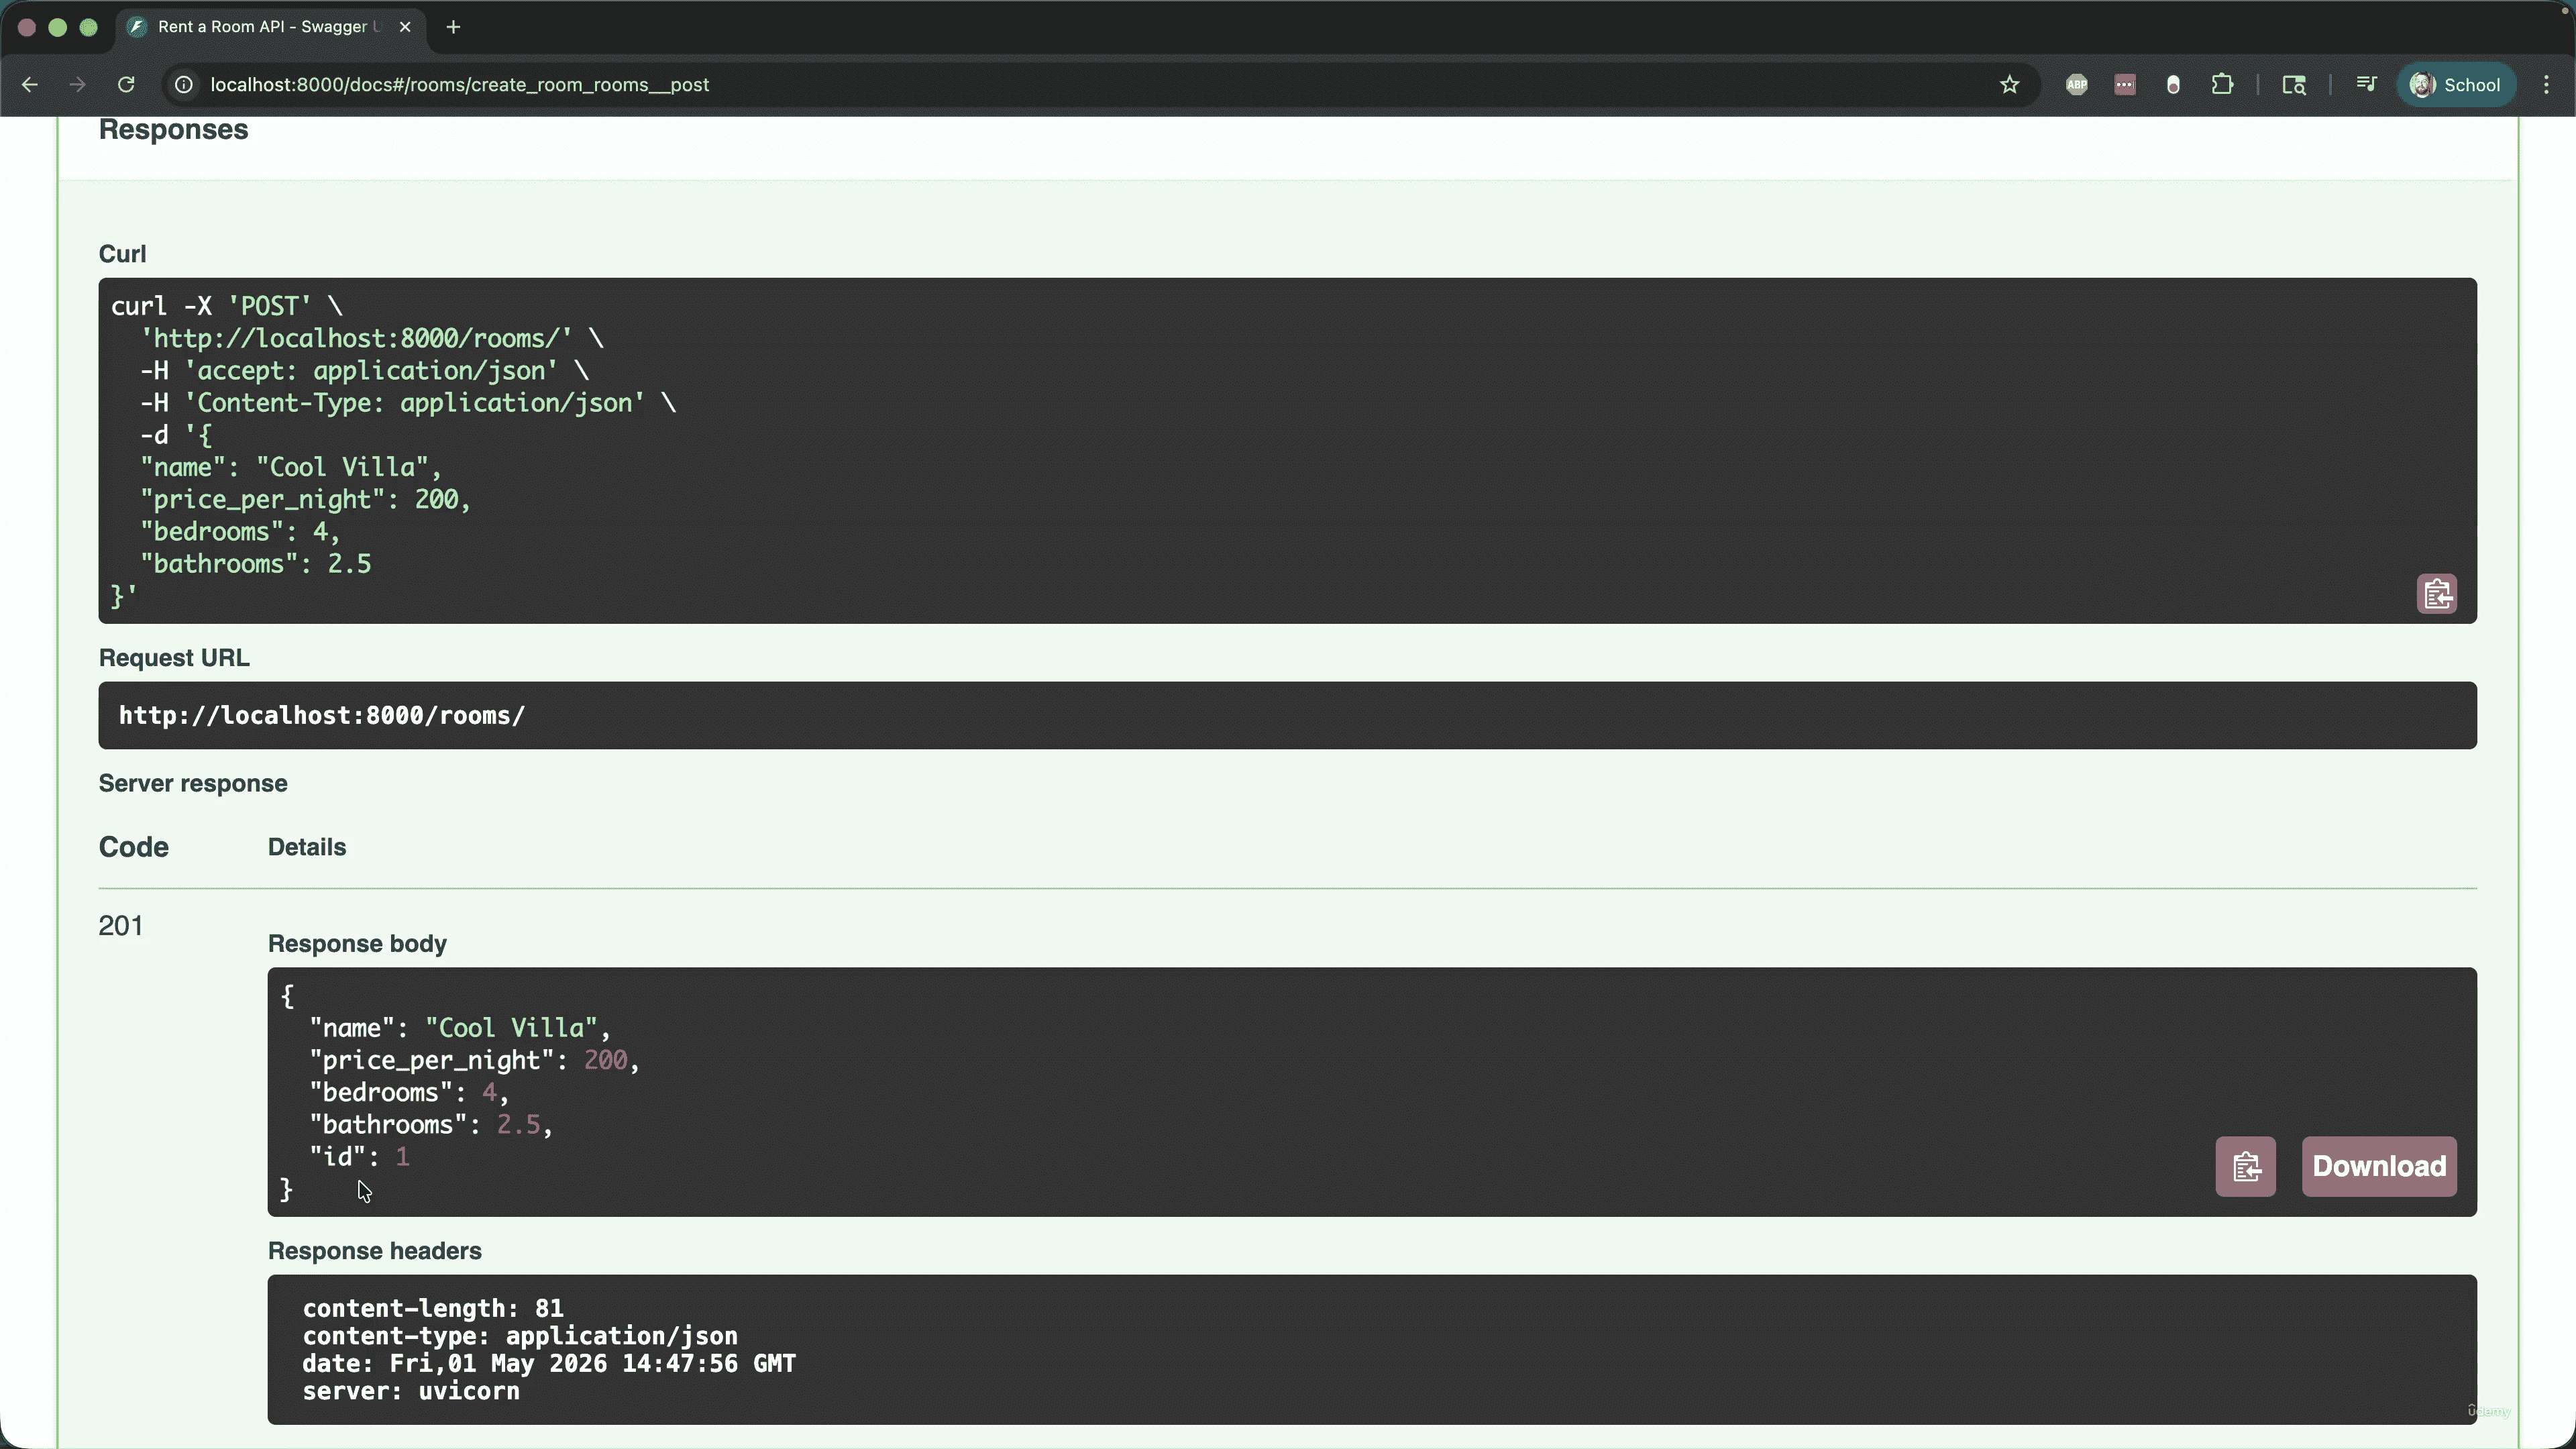 Rent a Room API - Swagger U
localhost:8000/docs#/rooms/create_room_rooms__post
ABP
School
Responses
Curl
curl -X 'POST' \
  'http://localhost:8000/rooms/' \
  -H 'accept: application/json' \
  -H 'Content-Type: application/json' \
  -d '{
  "name": "Cool Villa",
  "price_per_night": 200,
  "bedrooms": 4,
  "bathrooms": 2.5
}'
Request URL
http://localhost:8000/rooms/
Server response
Code Details
201
Response body
{
  "name": "Cool Villa",
  "price_per_night": 200,
  "bedrooms": 4,
  "bathrooms": 2.5,
  "id": 1
}
Download
Response headers
content-length: 81
content-type: application/json
date: Fri,01 May 2026 14:47:56 GMT
server: uvicorn
udemy